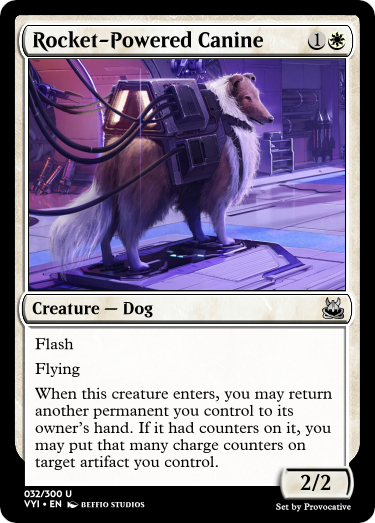 Rocket-Powered Canine 1
Creature — Dog
Flash
Flying
When this creature enters, you may return
another permanent you control to its
owner's hand. If it had counters on it, you
may put that many charge counters on
target artifact you control.
2/2
032/300 U
VYI • EN BEFFIO STUDIOS
Set by Provocative